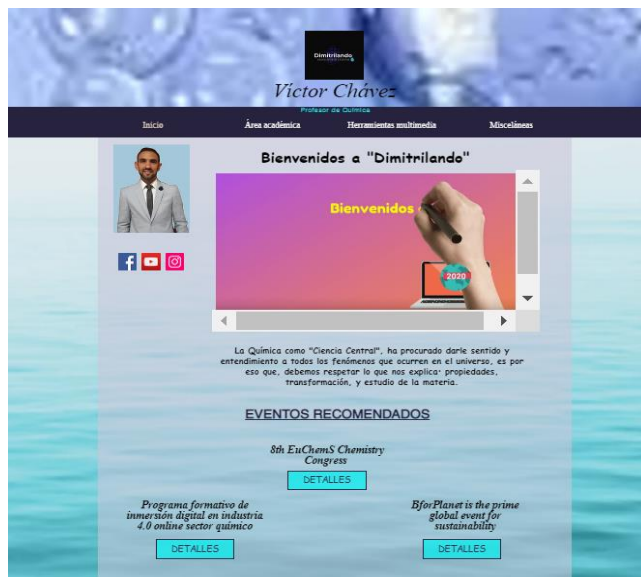 Dimitrilando
Víctor Chávez
Profesor de Química
Inicio
Área académica
Herramientas multimedia
Misceláneas
Bienvenidos a "Dimitrilando"
Bienvenidos
2020
La Química como "Ciencia Central", ha procurado darle sentido y
entendimiento a todos los fenómenos que ocurren en el universo, es por
eso que, debemos respetar lo que nos explica: propiedades,
transformación, y estudio de la materia.
EVENTOS RECOMENDADOS
8th EuChemS Chemistry
Congress
DETALLES
Programa formativo de
inmersión digital en industria
4.0 online sector químico
DETALLES
BforPlanet is the prime
global event for
sustainability
DETALLES